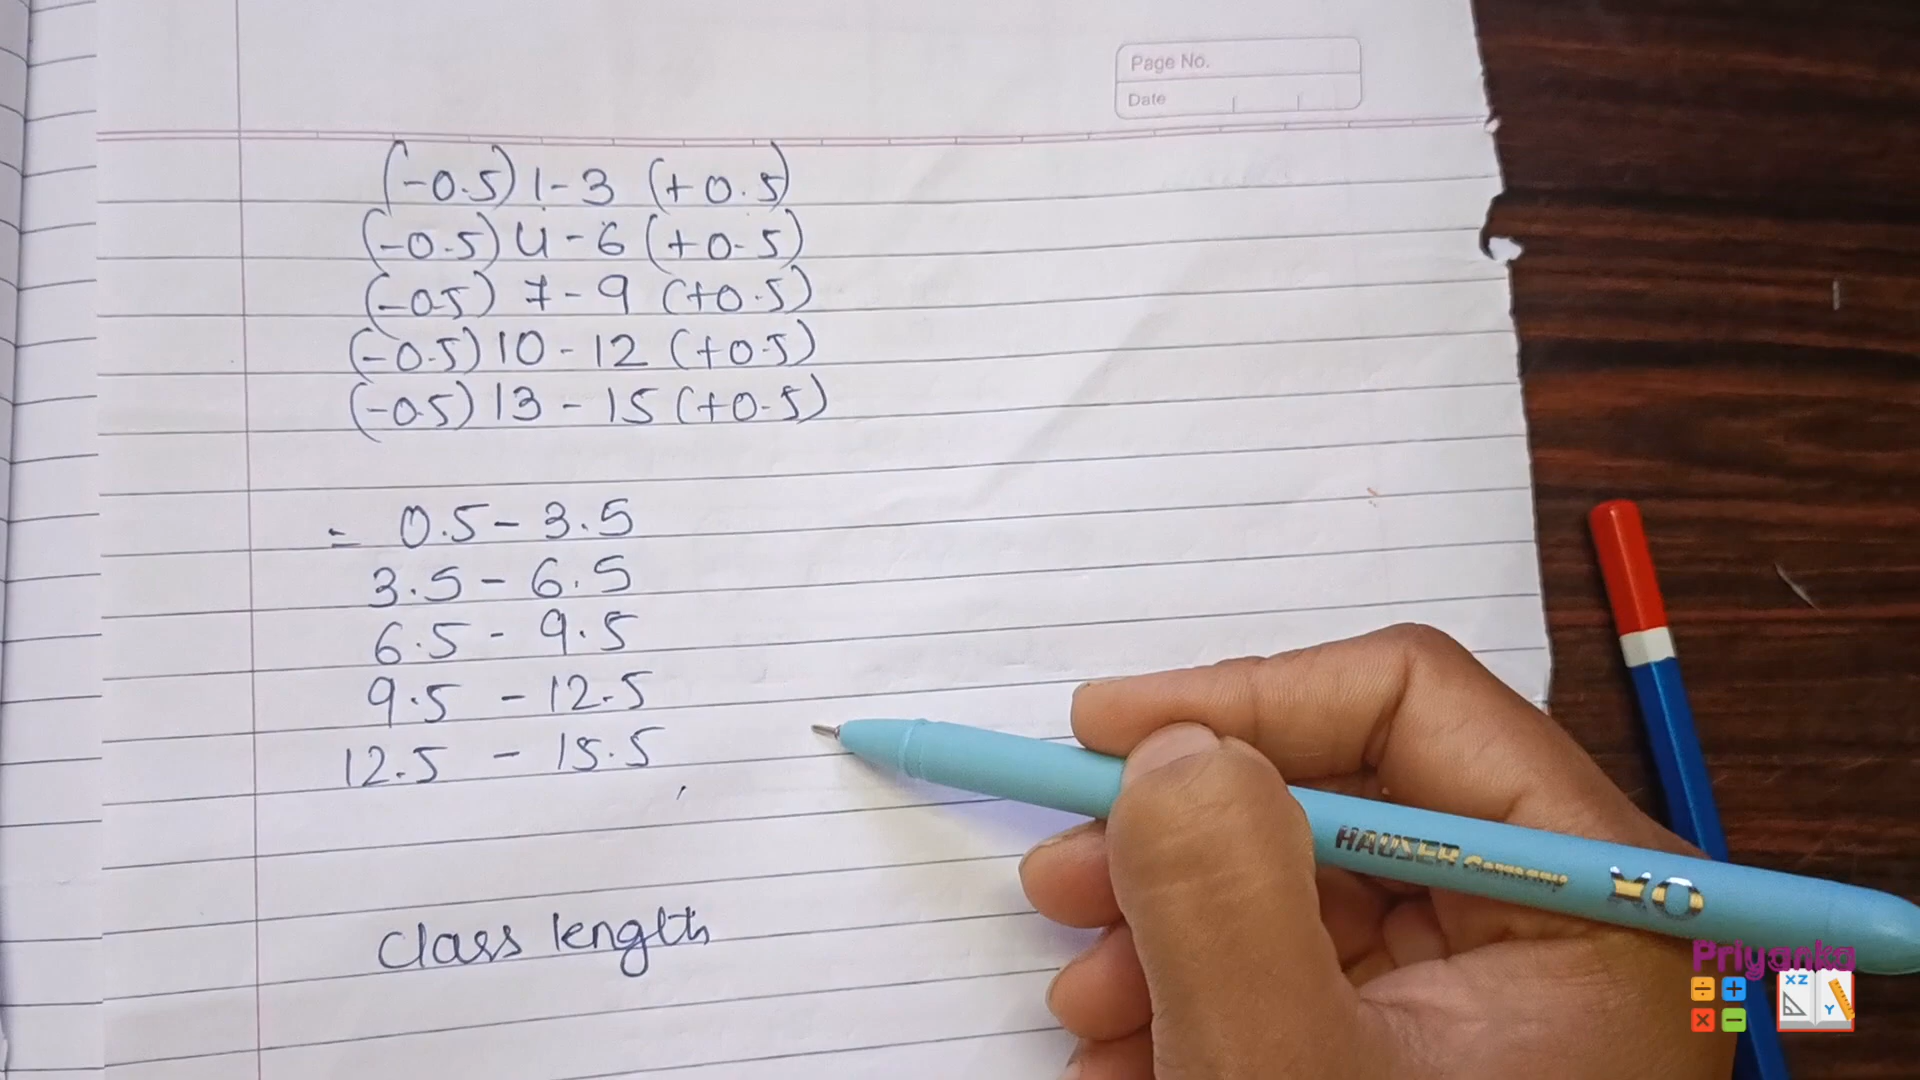 Page No.
Date
(-0.5) 1-3 (+0.5)
(-0.5) 4-6 (+0.5)
(-0.5) 7-9 (+0.5)
(-0.5) 10-12 (+0.5)
(-0.5) 13-15 (+0.5)
= 0.5-3.5
3.5-6.5
6.5-9.5
9.5-12.5
12.5-15.5
class length
HAUSER Germany XO
Priyanka
XZ
Y